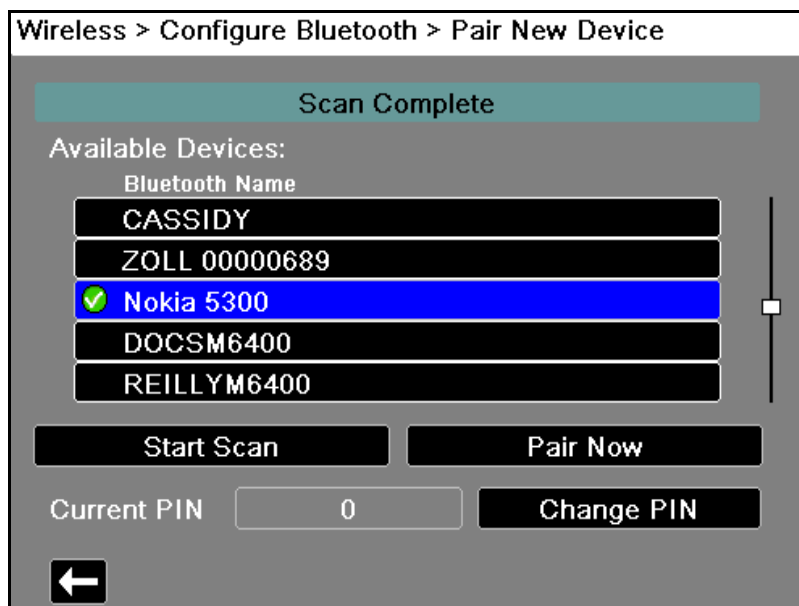 Wireless > Configure Bluetooth > Pair New Device
Scan Complete
Available Devices:
Bluetooth Name
CASSIDY
ZOLL 00000689
Nokia 5300
DOCSM6400
REILLYM6400
Start Scan
Pair Now
Current PIN
0
Change PIN